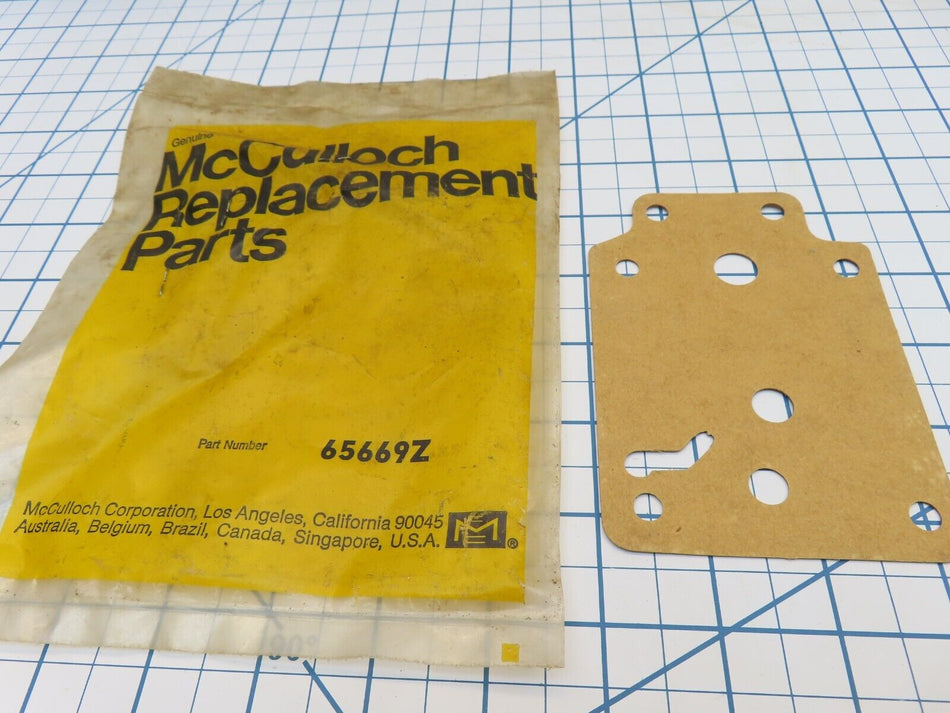 Genuine
McCulloch
Replacement
Parts
Part Number 65669Z
McCulloch Corporation, Los Angeles, California 90045
Australia, Belgium, Brazil, Canada, Singapore, U.S.A. ®